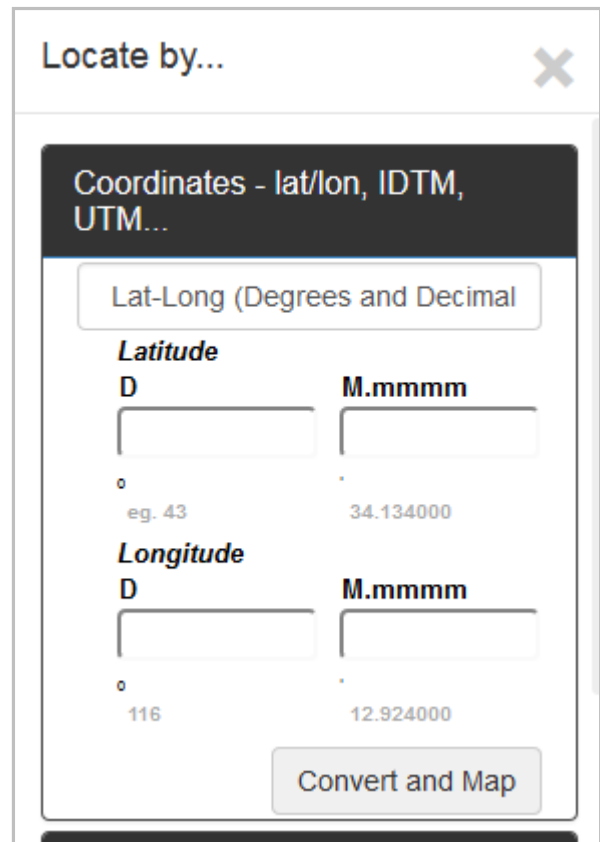 Locate by...
Coordinates - lat/lon, IDTM,
UTM...
Lat-Long (Degrees and Decimal
Latitude
D M.mmmm
o '
eg. 43 34.134000
Longitude
D M.mmmm
o '
116 12.924000
Convert and Map